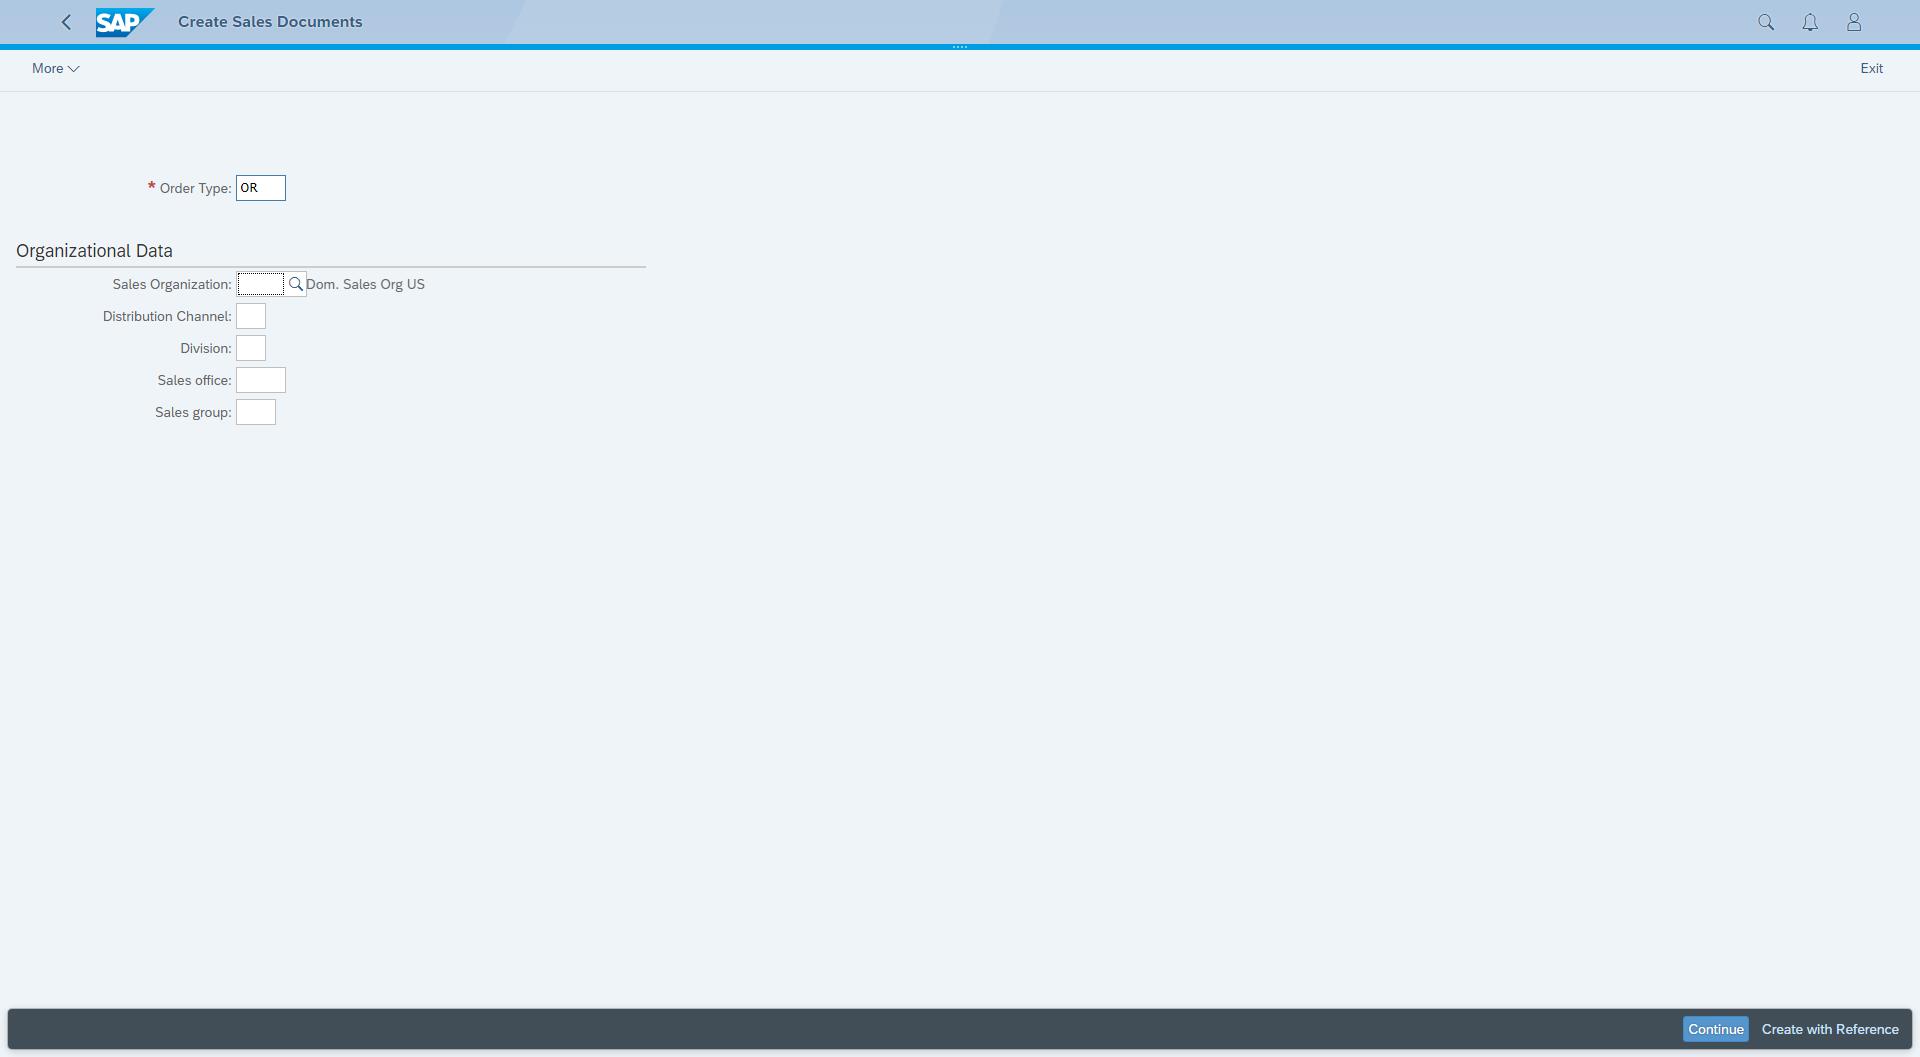 SAP Create Sales Documents
More Exit
* Order Type: OR
Organizational Data
Sales Organization: Dom. Sales Org US
Distribution Channel:
Division:
Sales office:
Sales group:
Continue Create with Reference